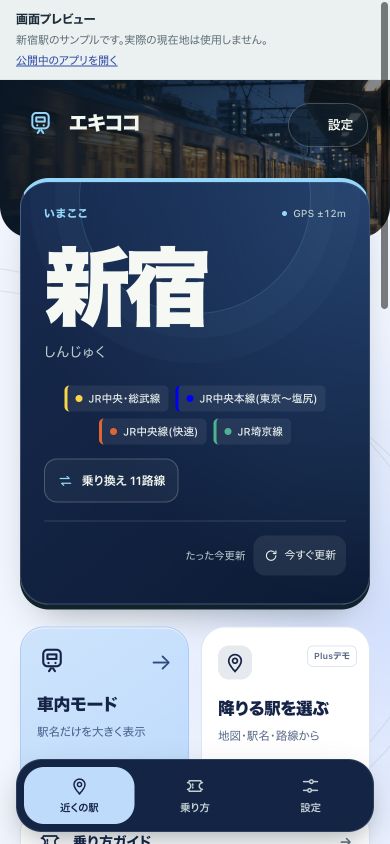 画面プレビュー
新宿駅のサンプルです。実際の現在地は使用しません。
公開中のアプリを開く
エキココ
設定
いまここ
GPS ±12m
新宿
しんじゅく
JR中央・総武線
JR中央本線(東京〜塩尻)
JR中央線(快速)
JR埼京線
乗り換え 11路線
たった今更新
今すぐ更新
Plusデモ
車内モード
駅名だけを大きく表示
降りる駅を選ぶ
地図・駅名・路線から
近くの駅
乗り方
設定
乗り方ガイド